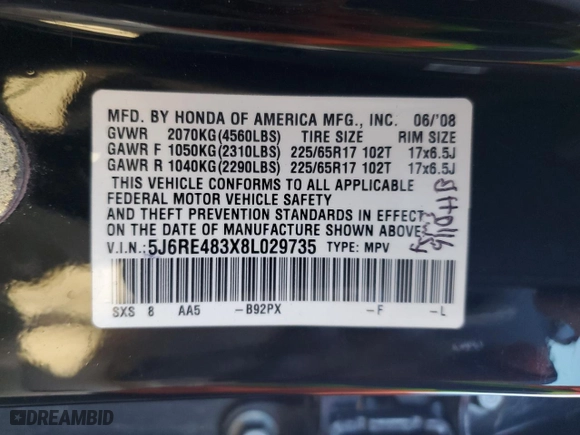 MFD. BY HONDA OF AMERICA MFG., INC. 06/'08
GVWR 2070KG(4560LBS) TIRE SIZE RIM SIZE
GAWR F 1050KG(2310LBS) 225/65R17 102T 17x6.5J
GAWR R 1040KG(2290LBS) 225/65R17 102T 17x6.5J
THIS VEHICLE CONFORMS TO ALL APPLICABLE
FEDERAL MOTOR VEHICLE SAFETY
AND THEFT PREVENTION STANDARDS IN EFFECT
ON THE DATE OF MANUFACTURE SHOWN ABOVE.
V.I.N.: 5J6RE483X8L029735 TYPE: MPV
SXS 8 AA5 -B92PX -F -L
DREAMBID